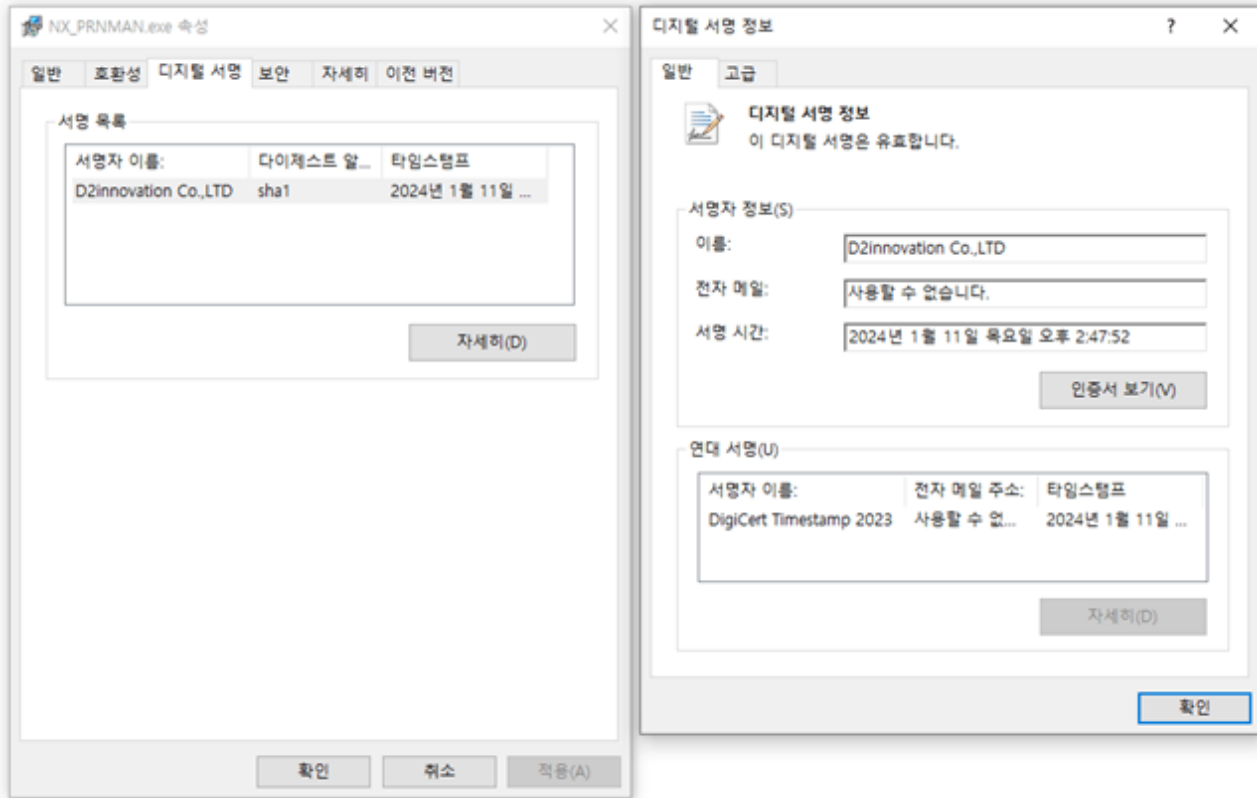 NX_PRNMAN.exe 속성
일반 호환성 디지털 서명 보안 자세히 이전 버전
서명 목록
서명자 이름: 다이제스트 알... 타임스탬프
D2innovation Co.,LTD sha1 2024년 1월 11일 ...
자세히(D)
확인 취소 적용(A)
디지털 서명 정보 ?
일반 고급
디지털 서명 정보
이 디지털 서명은 유효합니다.
서명자 정보(S)
이름: D2innovation Co.,LTD
전자 메일: 사용할 수 없습니다.
서명 시간: 2024년 1월 11일 목요일 오후 2:47:52
인증서 보기(V)
연대 서명(U)
서명자 이름: 전자 메일 주소: 타임스탬프
DigiCert Timestamp 2023 사용할 수 없... 2024년 1월 11일 ...
자세히(D)
확인